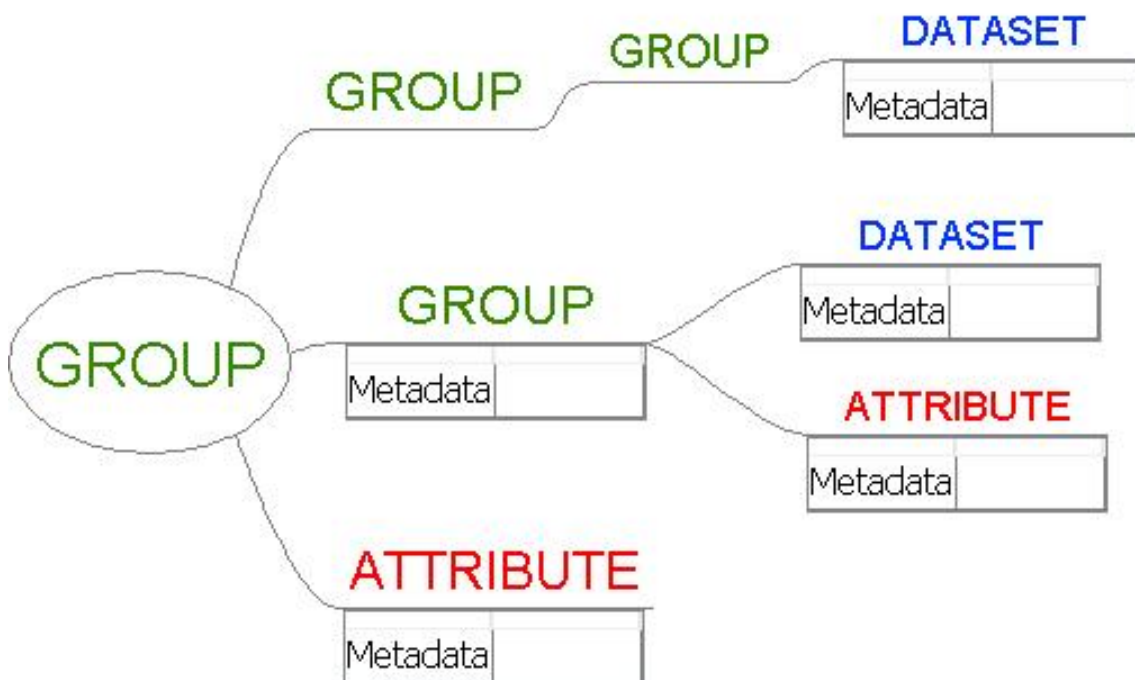 DATASET
GROUP
GROUP
Metadata
DATASET
GROUP
Metadata
GROUP
Metadata
ATTRIBUTE
Metadata
ATTRIBUTE
Metadata